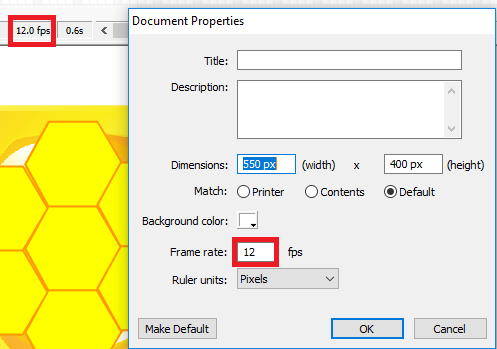 12.0 fps 0.6s <
Document Properties
Title:
Description:
Dimensions: 550 px (width) x 400 px (height)
Match: Printer Contents Default
Background color:
Frame rate: 12 fps
Ruler units: Pixels
Make Default OK Cancel